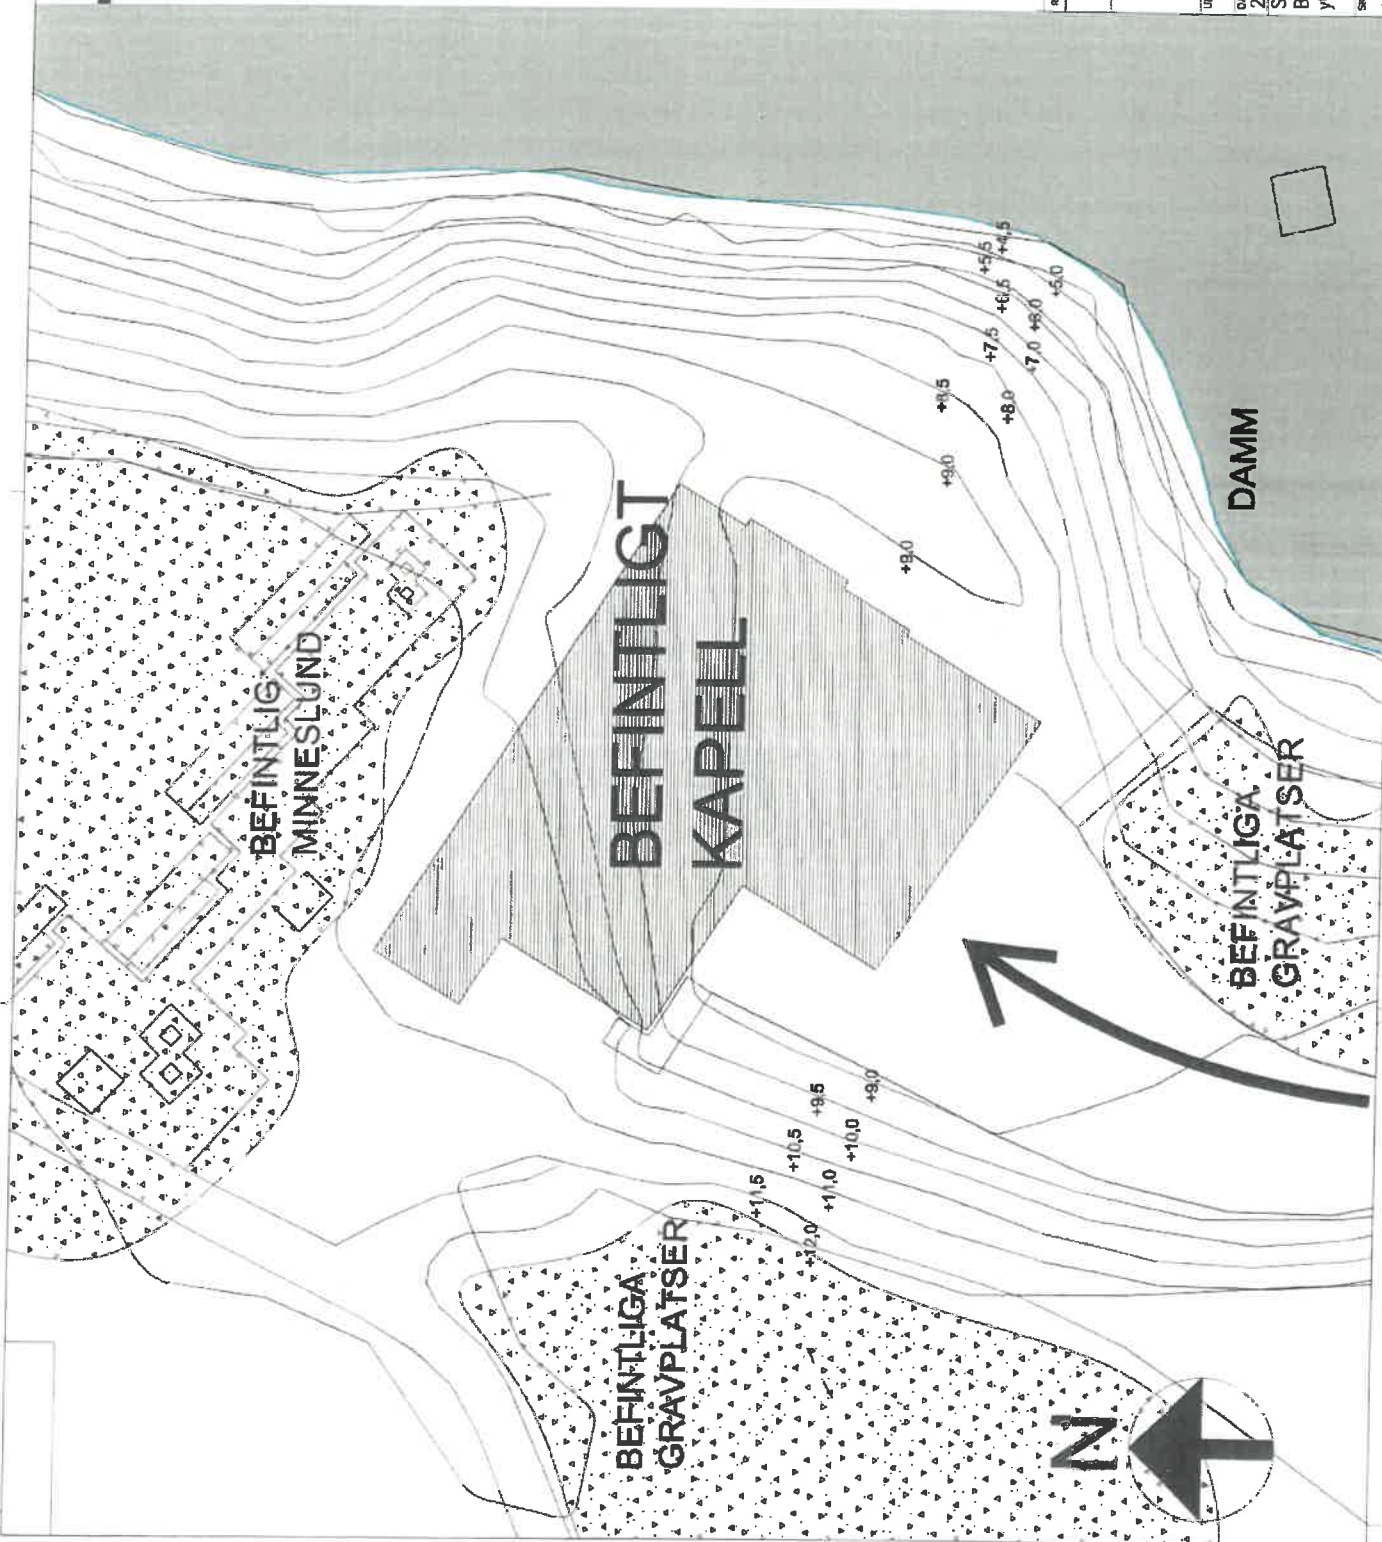 BEFINTLIG
MINNESLUND
BEFINTLIGT
KAPELL
BEFINTLIGA
GRAVPLATSER
BEFINTLIGA
GRAVPLATSER
DAMM
N
+12,0
+11,5
+11,0
+10,5
+10,0
+9,5
+9,0
+9,0
+9,0
+8,5
+8,0
+7,5
+7,0
+6,5
+6,0
+5,5
+5,0
+4,5